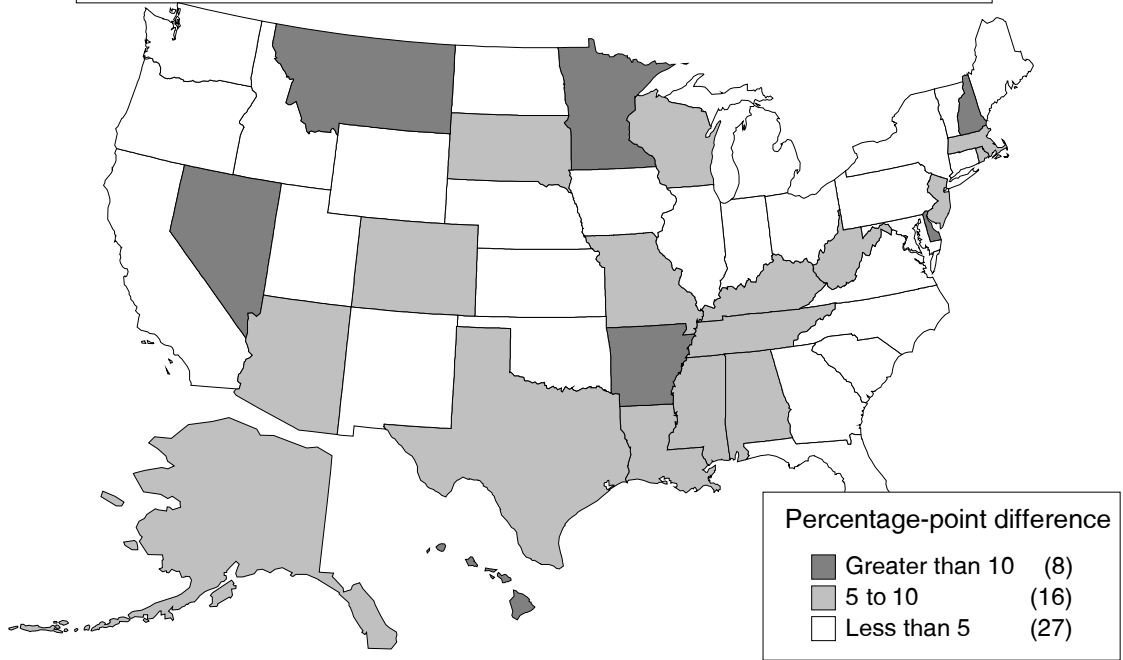 Percentage-point difference
Greater than 10 (8)
5 to 10 (16)
Less than 5 (27)